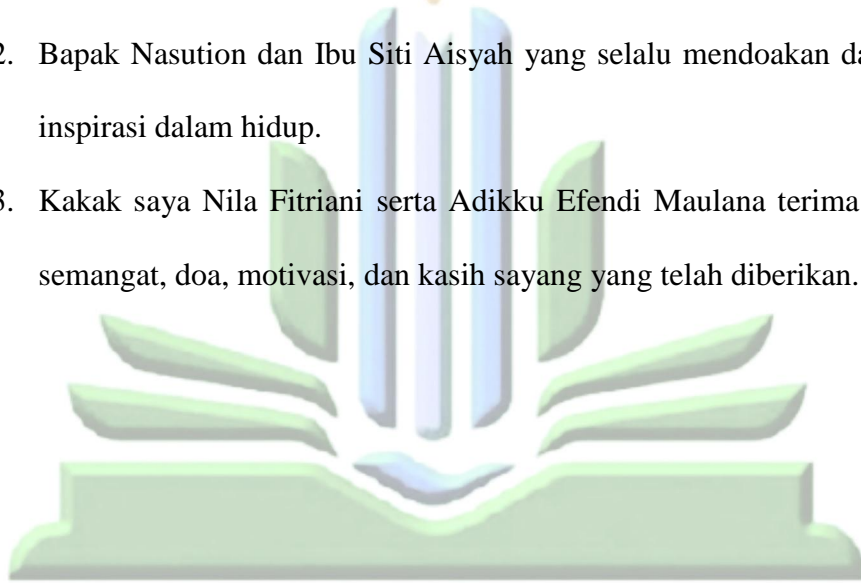 2. Bapak Nasution dan Ibu Siti Aisyah yang selalu mendoakan
inspirasi dalam hidup.
3. Kakak saya Nila Fitriani serta Adikku Efendi Maulana terima
semangat, doa, motivasi, dan kasih sayang yang telah diberikan.